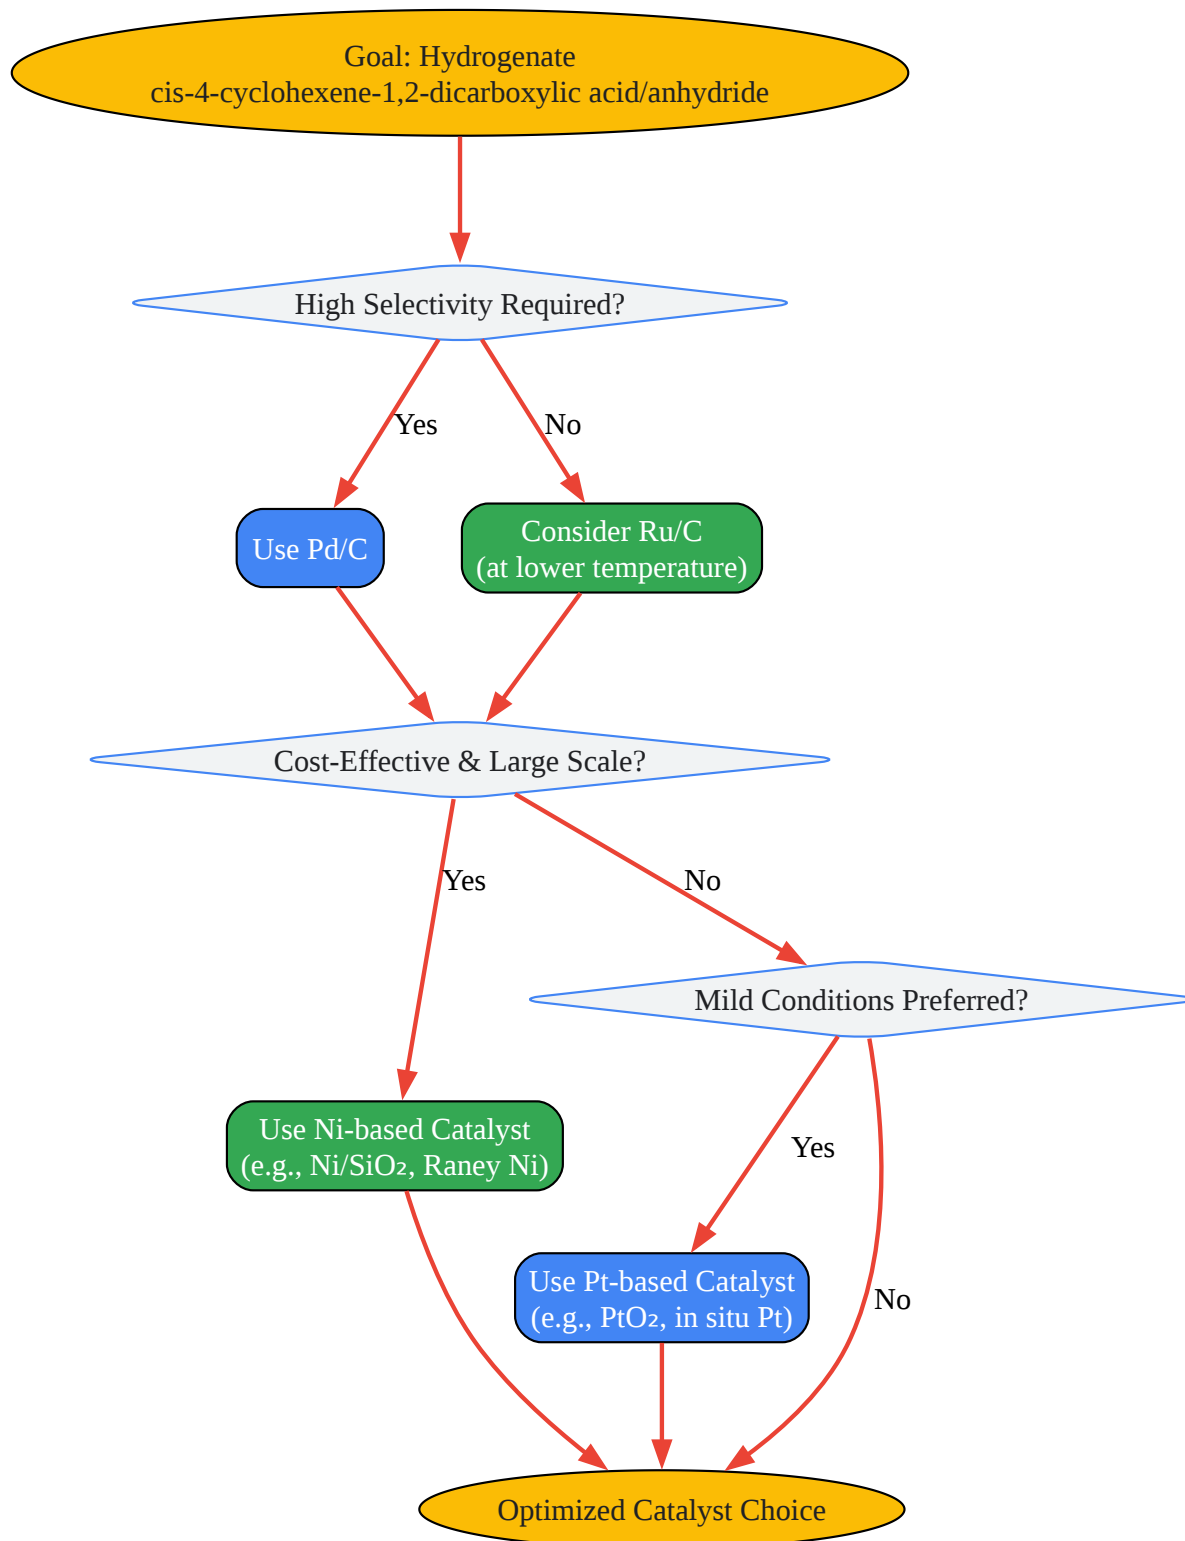 Goal: Hydrogenate
cis-4-cyclohexene-1,2-dicarboxylic acid/anhydride
High Selectivity Required?
Yes
No
Use Pd/C
Consider Ru/C
(at lower temperature)
Cost-Effective & Large Scale?
Yes
No
Mild Conditions Preferred?
Use Ni-based Catalyst
(e.g., Ni/SiO₂, Raney Ni)
Yes
Use Pt-based Catalyst
(e.g., PtO₂, in situ Pt)
No
Optimized Catalyst Choice